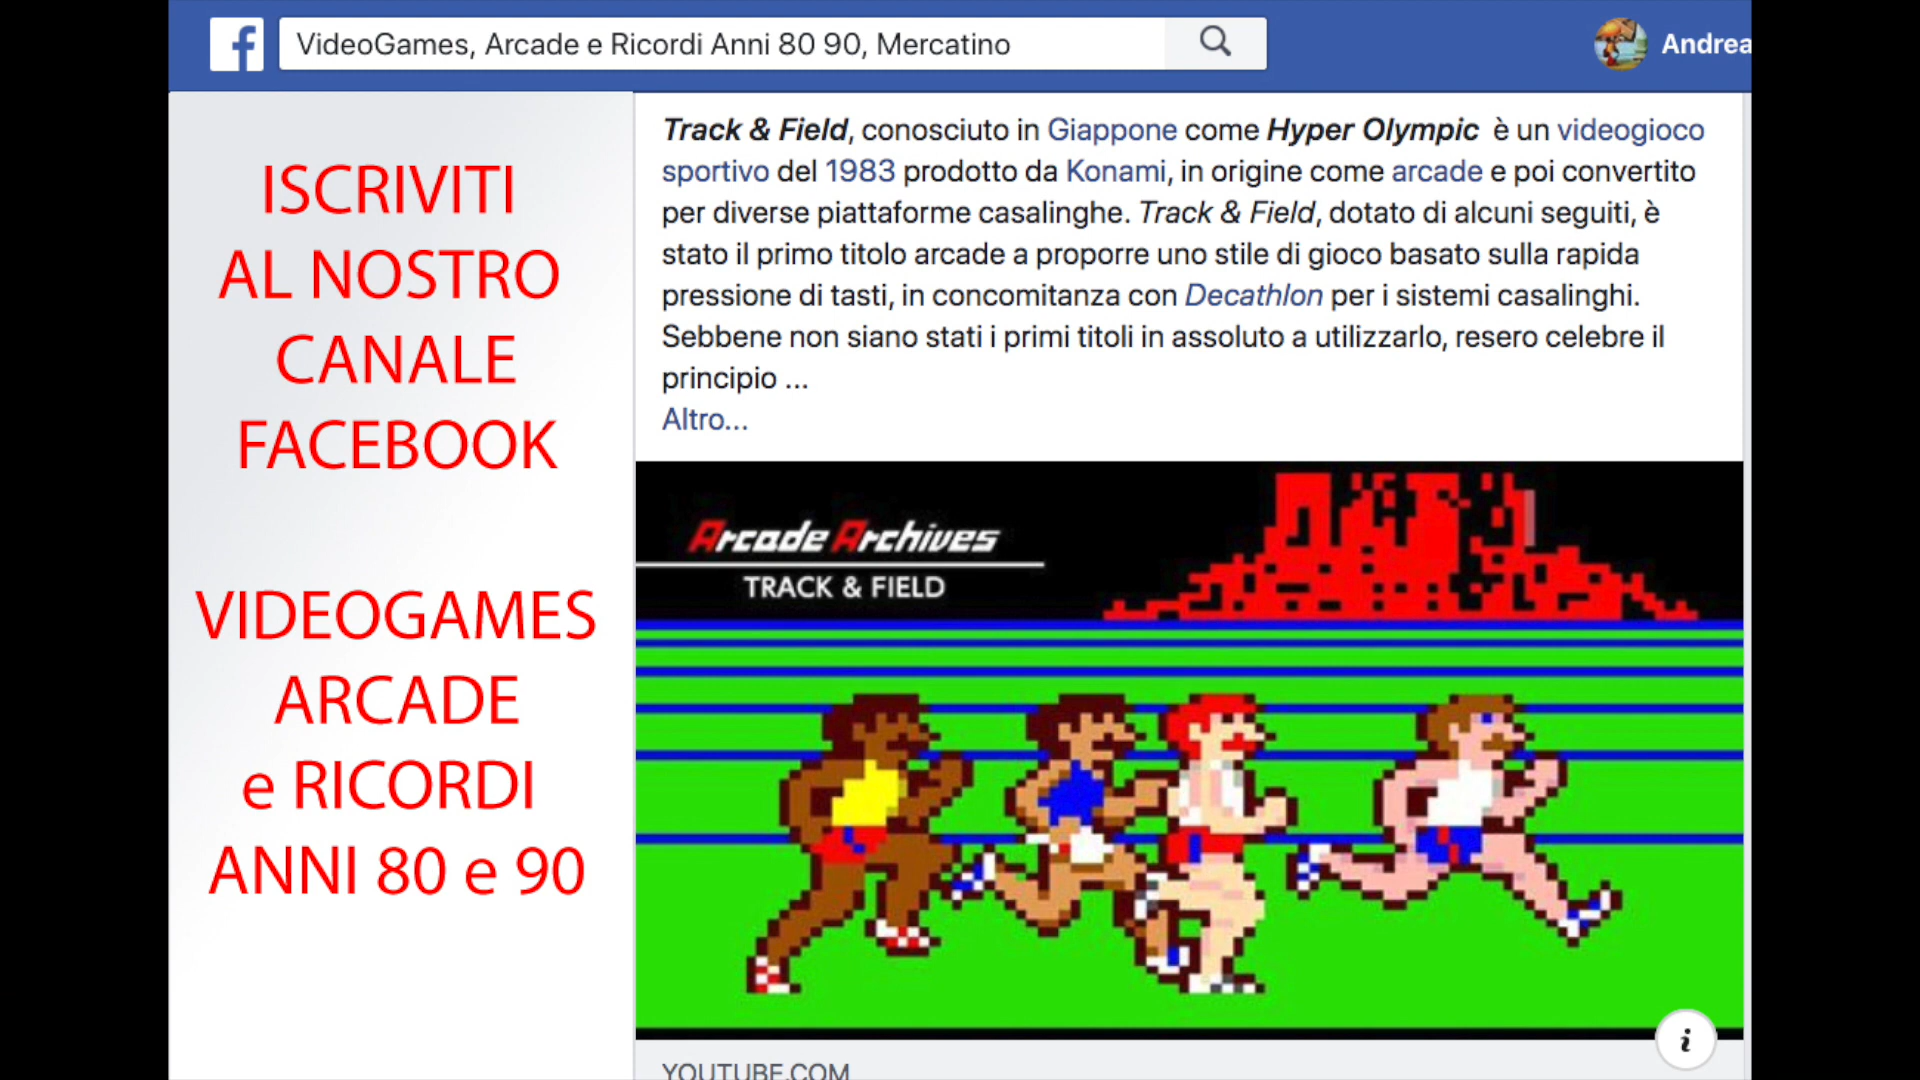 VideoGames, Arcade e Ricordi Anni 80 90, Mercatino
Andrea
ISCRIVITI
AL NOSTRO
CANALE
FACEBOOK
VIDEOGAMES
ARCADE
e RICORDI
ANNI 80 e 90
Track & Field, conosciuto in Giappone come Hyper Olympic è un videogioco
sportivo del 1983 prodotto da Konami, in origine come arcade e poi convertito
per diverse piattaforme casalinghe. Track & Field, dotato di alcuni seguiti, è
stato il primo titolo arcade a proporre uno stile di gioco basato sulla rapida
pressione di tasti, in concomitanza con Decathlon per i sistemi casalinghi.
Sebbene non siano stati i primi titoli in assoluto a utilizzarlo, resero celebre il
principio ...
Altro...
Arcade Archives
TRACK & FIELD
YOUTUBE.COM